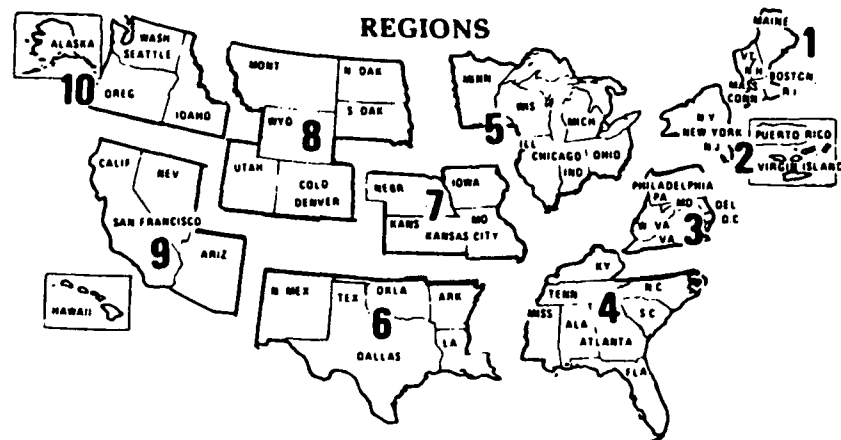 REGIONS
MAINE
1
VT.
N H
MASS
BOSTON
CONN
R I
N Y
NEW YORK
N J
2
PUERTO RICO
VIRGIN ISLAND
PHILADELPHIA
PA
MD
DEL
D.C
W VA
VA
3
KY
TENN
N C
4
S C
MISS
ALA
ATLANTA
FLA
MINN
WIS
MICH
5
ILL
CHICAGO
OHIO
IND
N MEX
TEX
OKLA
ARK
6
LA
DALLAS
NEBR
IOWA
7
KANS
MO
KANSAS CITY
MONT
N DAK
S DAK
WYO
8
UTAH
COLO
DENVER
CALIF
NEV
SAN FRANCISCO
9
ARIZ
HAWAII
ALASKA
WASH
SEATTLE
10
OREG
IDAHO